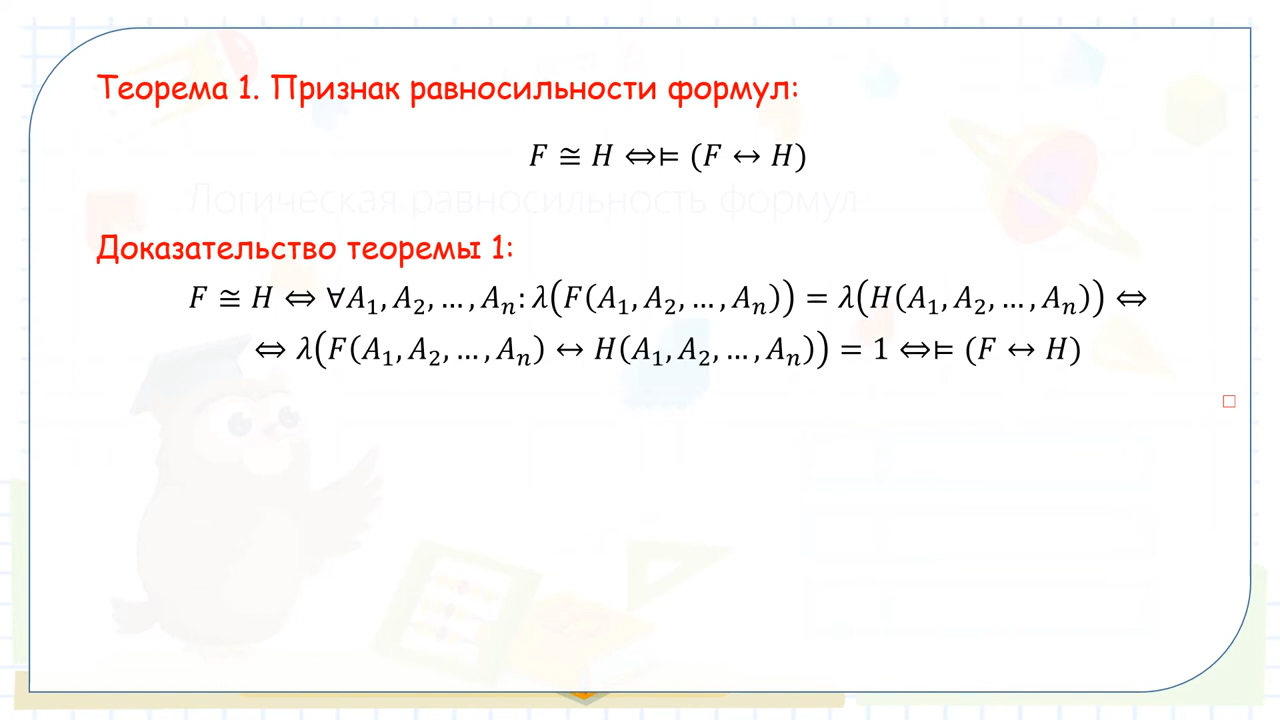 Теорема 1. Признак равносильности формул:
𝐹 ≅ 𝐻 ⇔⊨ (𝐹 ↔ 𝐻)
Логическая равносильность формул
Доказательство теоремы 1:
𝐹 ≅ 𝐻 ⇔ ∀𝐴₁, 𝐴₂, … , 𝐴ₙ: 𝜆(𝐹(𝐴₁, 𝐴₂, … , 𝐴ₙ)) = 𝜆(𝐻(𝐴₁, 𝐴₂, … , 𝐴ₙ)) ⇔
⇔ 𝜆(𝐹(𝐴₁, 𝐴₂, … , 𝐴ₙ) ↔ 𝐻(𝐴₁, 𝐴₂, … , 𝐴ₙ)) = 1 ⇔⊨ (𝐹 ↔ 𝐻)
□